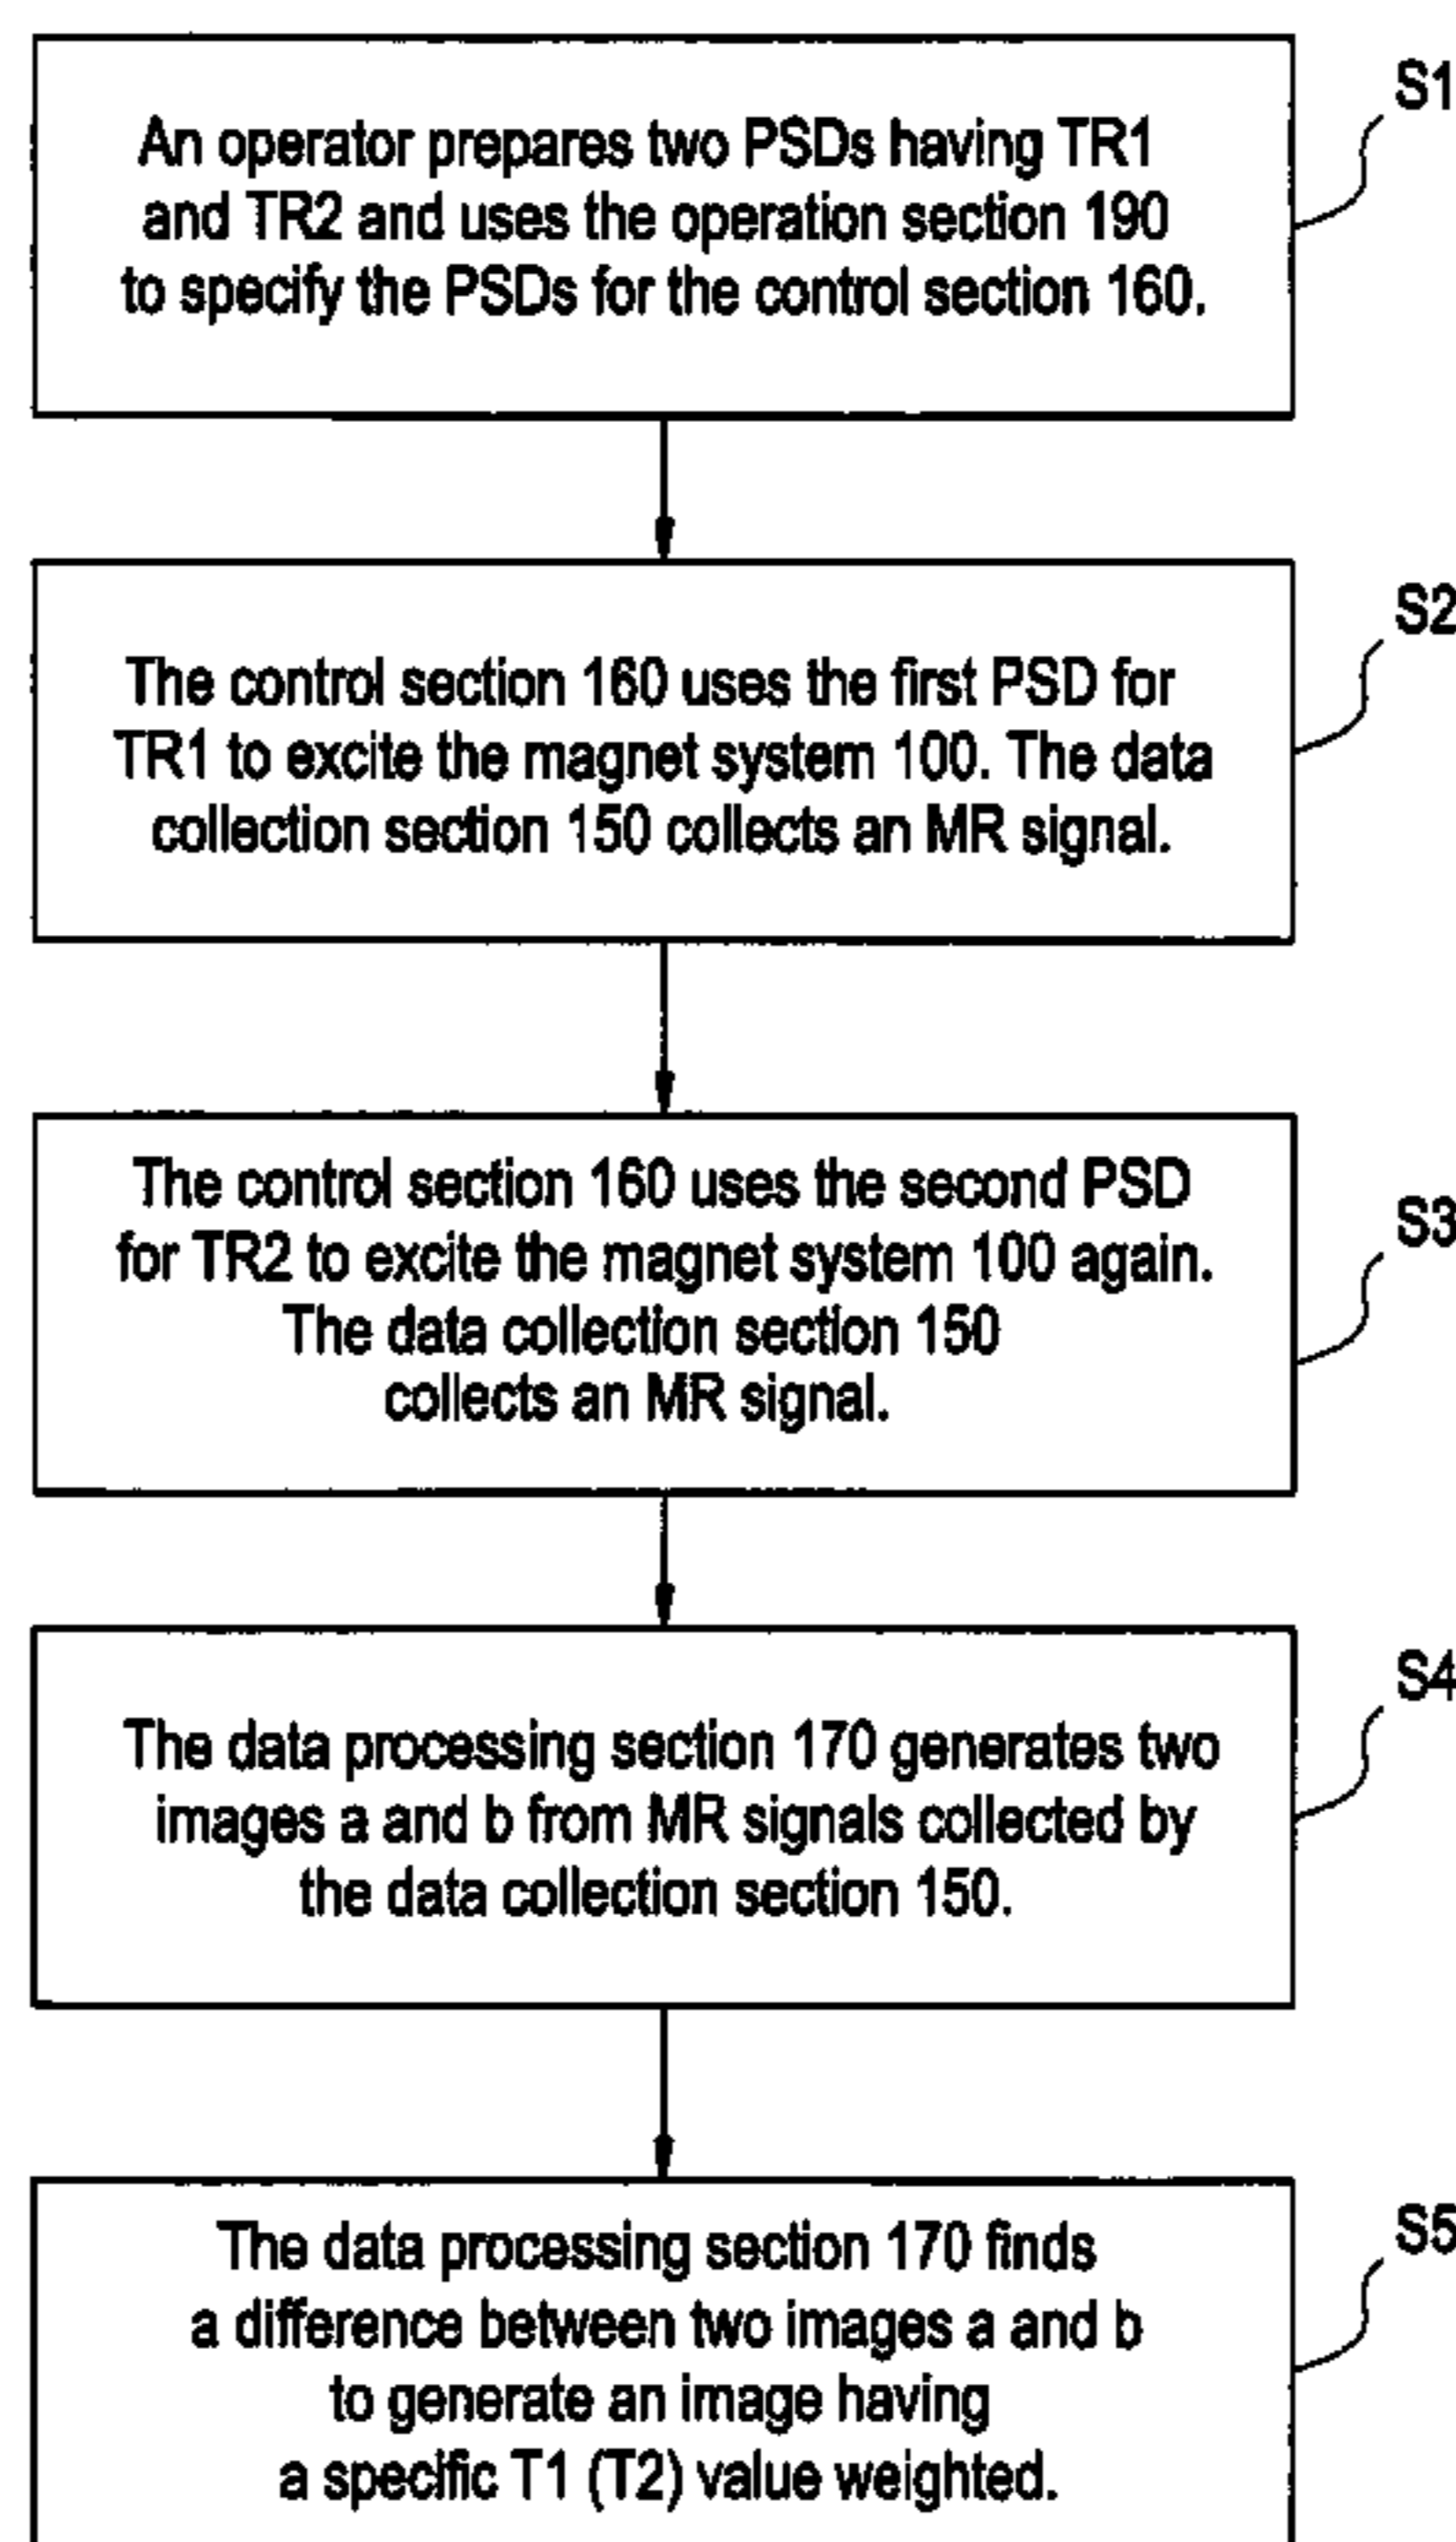 S1
An operator prepares two PSDs having TR1
and TR2 and uses the operation section 190
to specify the PSDs for the control section 160.
S2
The control section 160 uses the first PSD for
TR1 to excite the magnet system 100. The data
collection section 150 collects an MR signal.
S3
The control section 160 uses the second PSD
for TR2 to excite the magnet system 100 again.
The data collection section 150
collects an MR signal.
S4
The data processing section 170 generates two
images a and b from MR signals collected by
the data collection section 150.
S5
The data processing section 170 finds
a difference between two images a and b
to generate an image having
a specific T1 (T2) value weighted.